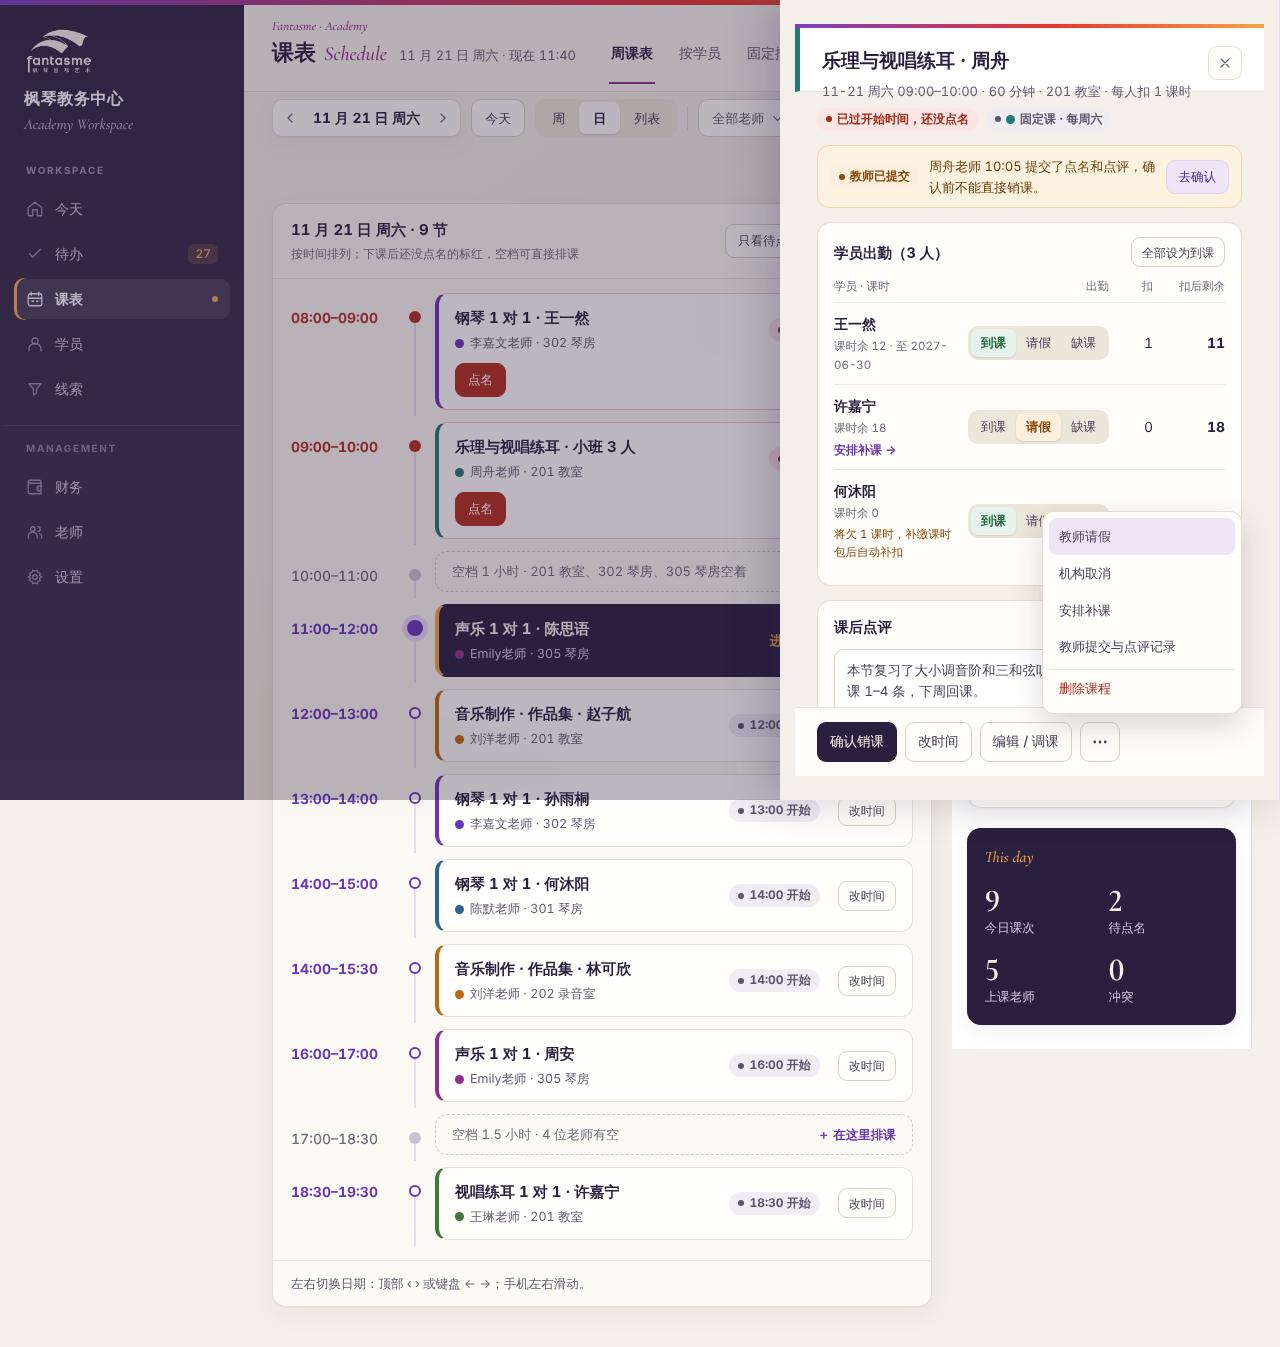 fantasme
枫琴音乐艺术
枫琴教务中心
Academy Workspace
WORKSPACE
今天
待办 27
课表
学员
线索
MANAGEMENT
财务
老师
设置
Fantasme · Academy
课表 Schedule 11 月 21 日 周六 · 现在 11:40
周课表 按学员 固定
‹ 11 月 21 日 周六 › 今天 周 日 列表 全部老师
11 月 21 日 周六 · 9 节
按时间排列；下课后还没点名的标红，空档可直接排课
只看待
08:00–09:00
钢琴 1 对 1 · 王一然
李嘉文老师 · 302 琴房
点名
09:00–10:00
乐理与视唱练耳 · 小班 3 人
周舟老师 · 201 教室
点名
10:00–11:00
空档 1 小时 · 201 教室、302 琴房、305 琴房空着
11:00–12:00
声乐 1 对 1 · 陈思语
Emily老师 · 305 琴房
进
12:00–13:00
音乐制作 · 作品集 · 赵子航
刘洋老师 · 201 教室
12:00
13:00–14:00
钢琴 1 对 1 · 孙雨桐
李嘉文老师 · 302 琴房
13:00 开始 改时间
14:00–15:00
钢琴 1 对 1 · 何沐阳
陈默老师 · 301 琴房
14:00 开始 改时间
14:00–15:30
音乐制作 · 作品集 · 林可欣
刘洋老师 · 202 录音室
14:00 开始 改时间
16:00–17:00
声乐 1 对 1 · 周安
Emily老师 · 305 琴房
16:00 开始 改时间
17:00–18:30
空档 1.5 小时 · 4 位老师有空
+ 在这里排课
18:30–19:30
视唱练耳 1 对 1 · 许嘉宁
王琳老师 · 201 教室
18:30 开始 改时间
左右切换日期：顶部 ‹ › 或键盘 ← →；手机左右滑动。
乐理与视唱练耳 · 周舟
11-21 周六 09:00–10:00 · 60 分钟 · 201 教室 · 每人扣 1 课时
已过开始时间，还没点名 固定课 · 每周六
教师已提交
周舟老师 10:05 提交了点名和点评，确
认前不能直接销课。
去确认
学员出勤（3 人）
全部设为到课
学员 · 课时 出勤 扣 扣后剩余
王一然
课时余 12 · 至 2027-
06-30
到课 请假 缺课 1 11
许嘉宁
课时余 18
安排补课 →
到课 请假 缺课 0 18
何沐阳
课时余 0
将欠 1 课时，补缴课时
包后自动补扣
到课 请
教师请假
机构取消
安排补课
教师提交与点评记录
删除课程
课后点评
本节复习了大小调音阶和三和弦
课 1–4 条，下周回课。
确认销课 改时间 编辑 / 调课 ···
This day
9
今日课次
2
待点名
5
上课老师
0
冲突